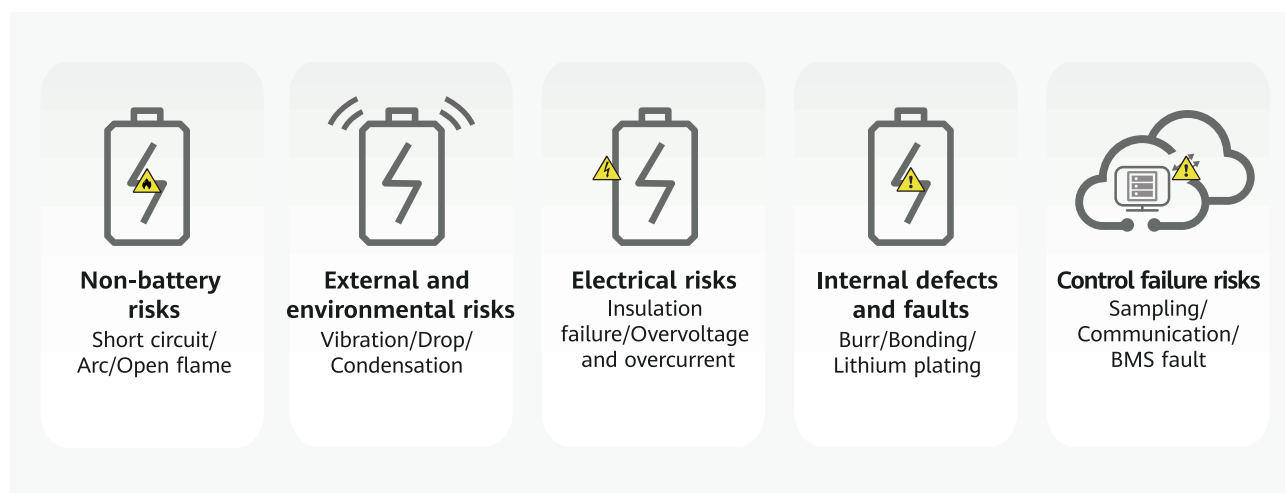 Non-battery
risks
Short circuit/
Arc/Open flame
External and
environmental risks
Vibration/Drop/
Condensation
Electrical risks
Insulation
failure/Overvoltage
and overcurrent
Internal defects
and faults
Burr/Bonding/
Lithium plating
Control failure risks
Sampling/
Communication/
BMS fault